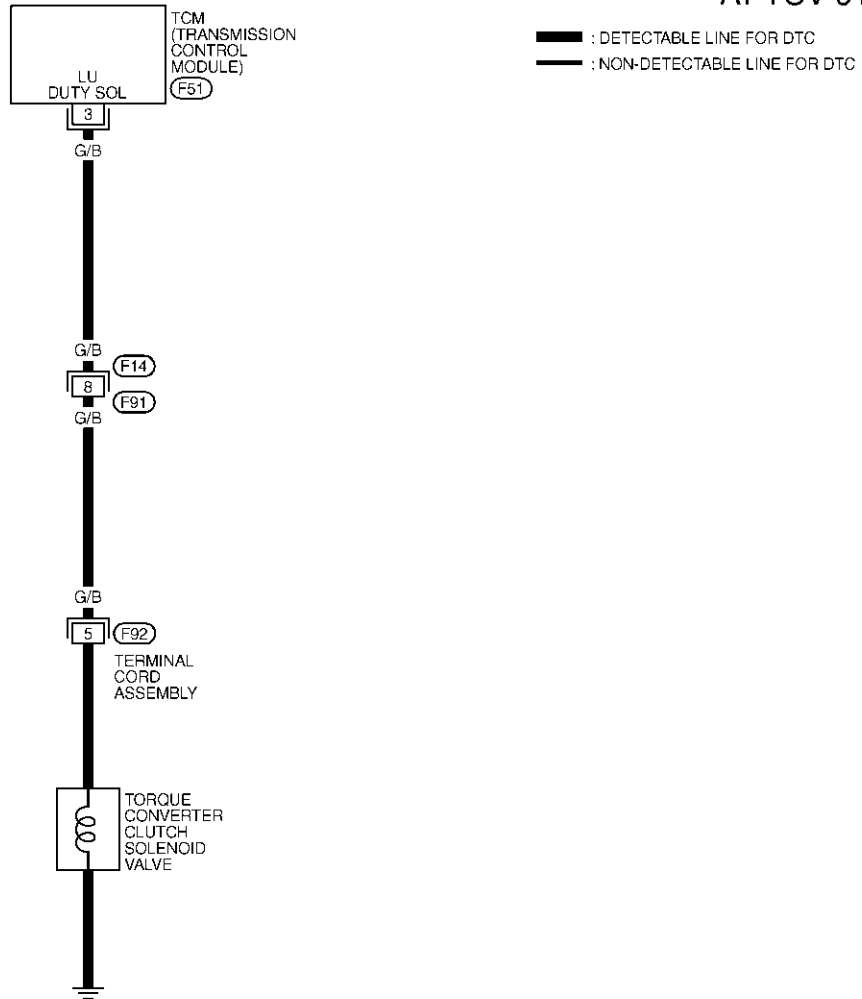 TCM
(TRANSMISSION
CONTROL
MODULE)
F51
LU
DUTY SOL
3
G/B
: DETECTABLE LINE FOR DTC
: NON-DETECTABLE LINE FOR DTC
G/B
F14
8
F91
G/B
G/B
5
F92
TERMINAL
CORD
ASSEMBLY
TORQUE
CONVERTER
CLUTCH
SOLENOID
VALVE